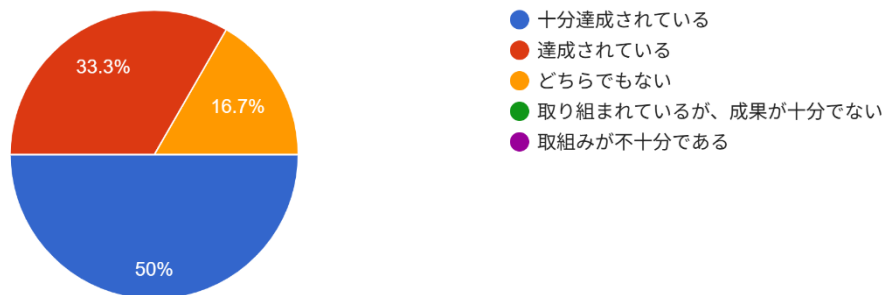 33.3%
16.7%
50%
十分達成されている
達成されている
どちらでもない
取り組まれているが、成果が十分でない
取組みが不十分である